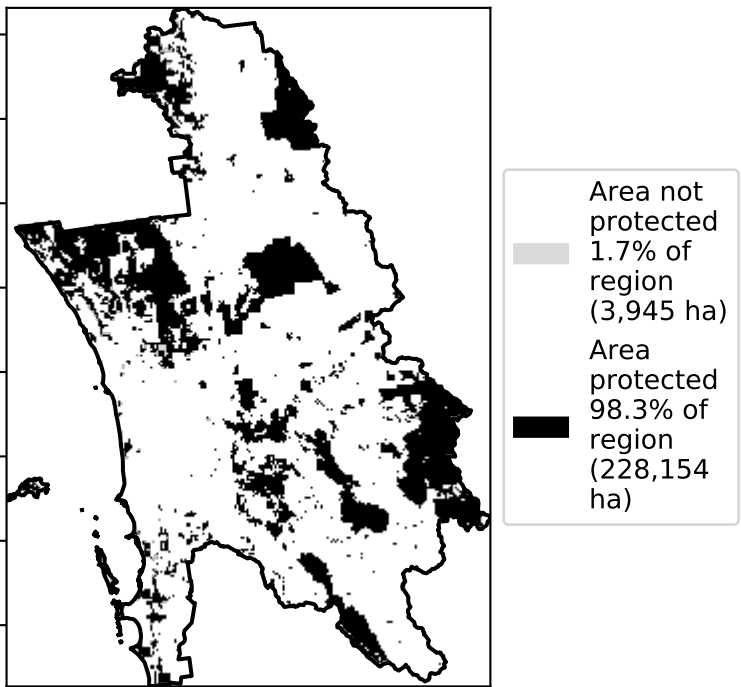 Area not
protected
1.7% of
region
(3,945 ha)
Area
protected
98.3% of
region
(228,154
ha)